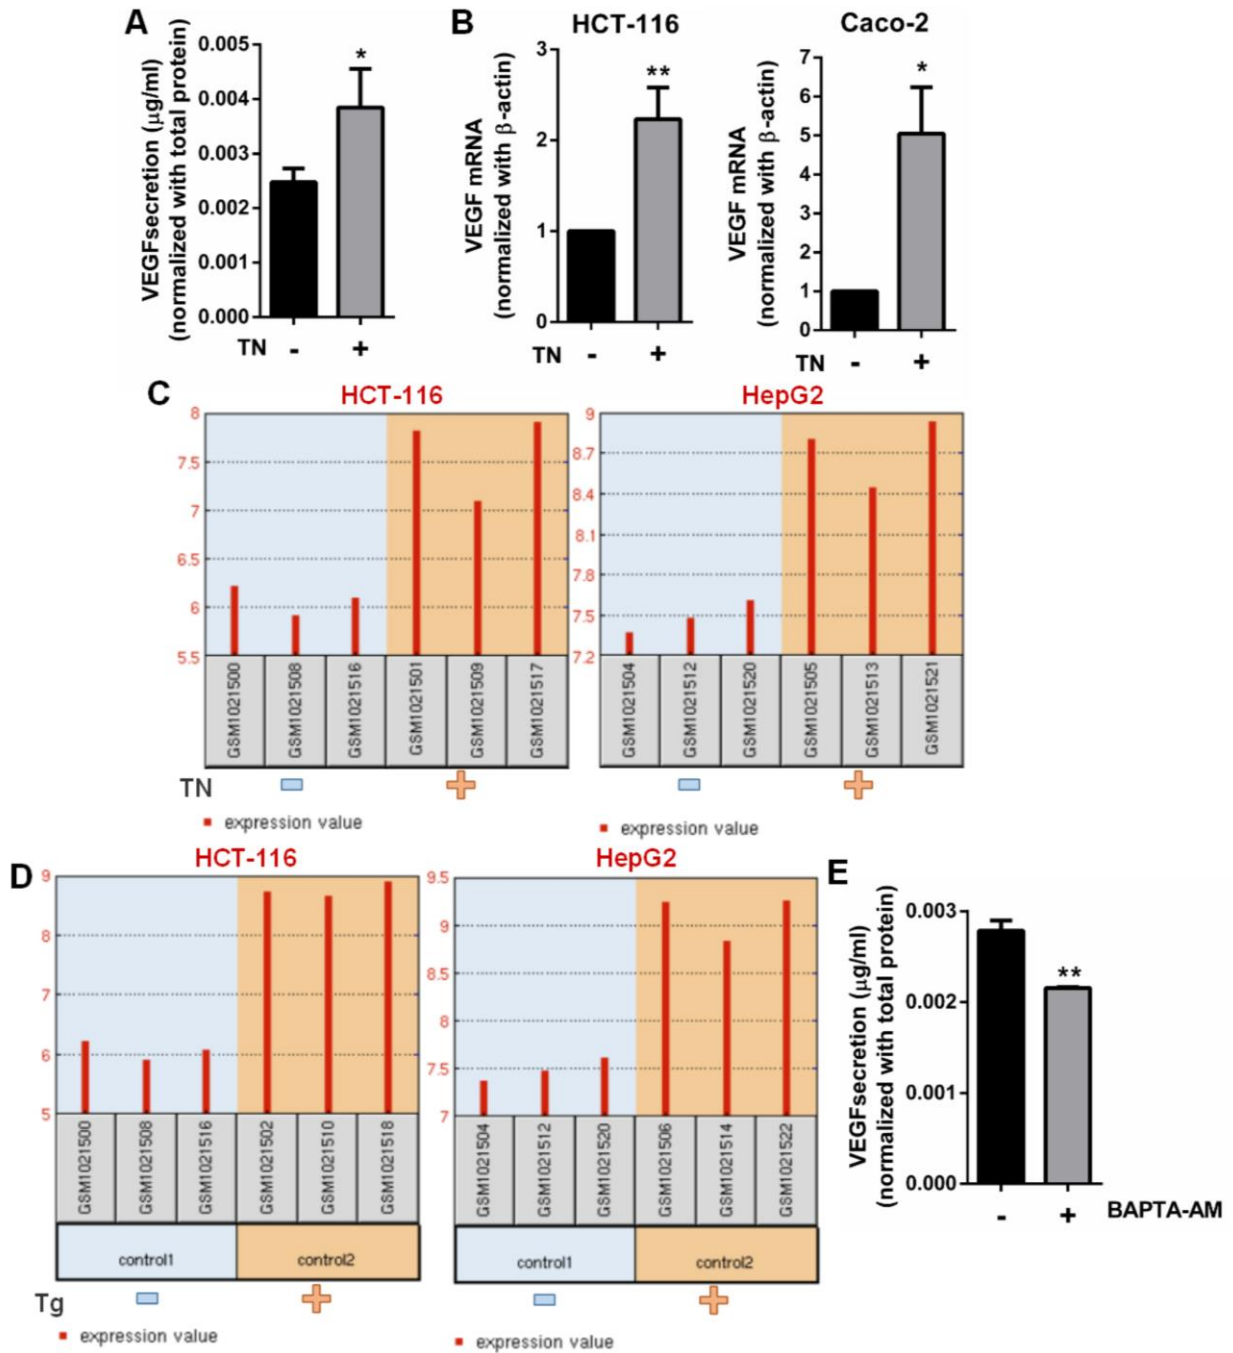 A
VEGFsecretion (μg/ml)
(normalized with total protein)
0.005
0.004
0.003
0.002
0.001
0.000
*
TN - +
B
HCT-116
VEGF mRNA
(normalized with β-actin)
3
2
1
0
**
TN - +
Caco-2
VEGF mRNA
(normalized with β-actin)
7
6
5
4
3
2
1
0
*
TN - +
C
HCT-116
8
7.5
7
6.5
6
5.5
GSM1021500
GSM1021508
GSM1021516
GSM1021501
GSM1021509
GSM1021517
HepG2
9
8.7
8.4
8.1
7.8
7.5
7.2
GSM1021504
GSM1021512
GSM1021520
GSM1021505
GSM1021513
GSM1021521
TN
expression value
expression value
D
HCT-116
9
8
7
6
5
GSM1021500
GSM1021508
GSM1021516
GSM1021502
GSM1021510
GSM1021518
control1
control2
HepG2
9.5
9
8.5
8
7.5
7
GSM1021504
GSM1021512
GSM1021520
GSM1021506
GSM1021514
GSM1021522
control1
control2
Tg
expression value
expression value
E
VEGFsecretion (μg/ml)
(normalized with total protein)
0.003
0.002
0.001
0.000
**
- + BAPTA-AM